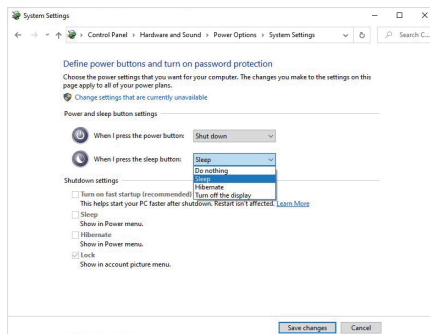 System Settings
Control Panel > Hardware and Sound > Power Options > System Settings
Search C...
Define power buttons and turn on password protection
Choose the power settings that you want for your computer. The changes you make to the settings on this
page apply to all of your power plans.
Change settings that are currently unavailable
Power and sleep button settings
When I press the power button: Shut down
When I press the sleep button: Sleep
Do nothing
Sleep
Hibernate
Turn off the display
Shutdown settings
Turn on fast startup (recommended)
This helps start your PC faster after shutdown. Restart isn't affected. Learn More
Sleep
Show in Power menu.
Hibernate
Show in Power menu.
Lock
Show in account picture menu.
Save changes Cancel